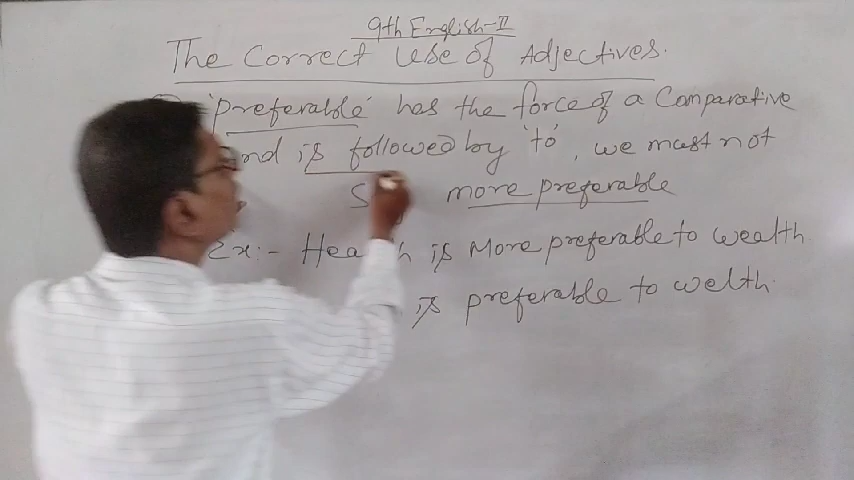 9th English-II
The Correct Use of Adjectives.
'Preferable' has the force of a Comparative
and is followed by 'to', we must not
more preferable
Ex:- Health is More preferable to wealth
is preferable to welth.